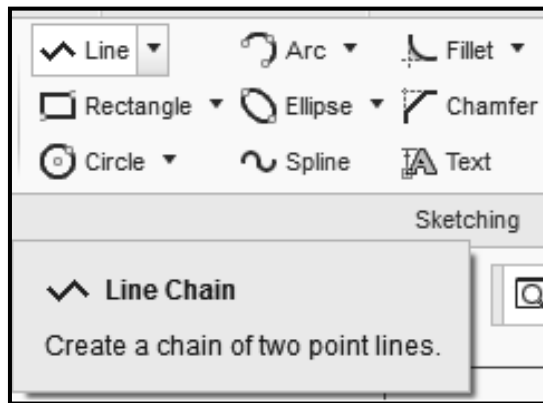 Line Arc Fillet
Rectangle Ellipse Chamfer
Circle Spline Text
Sketching
Line Chain
Create a chain of two point lines.